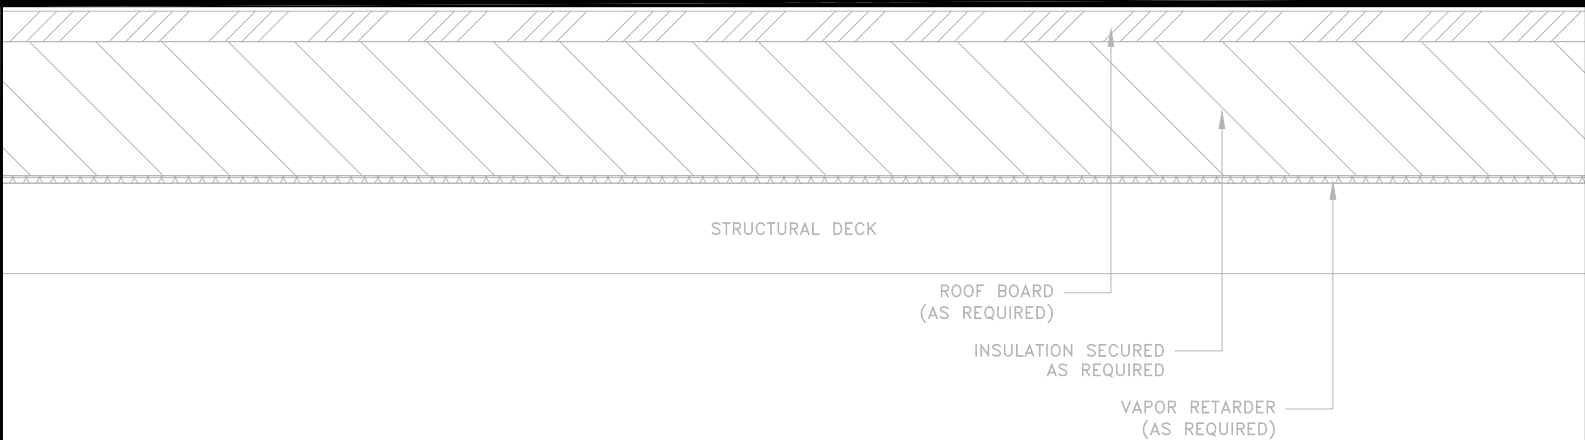 STRUCTURAL DECK
ROOF BOARD
(AS REQUIRED)
INSULATION SECURED
AS REQUIRED
VAPOR RETARDER
(AS REQUIRED)